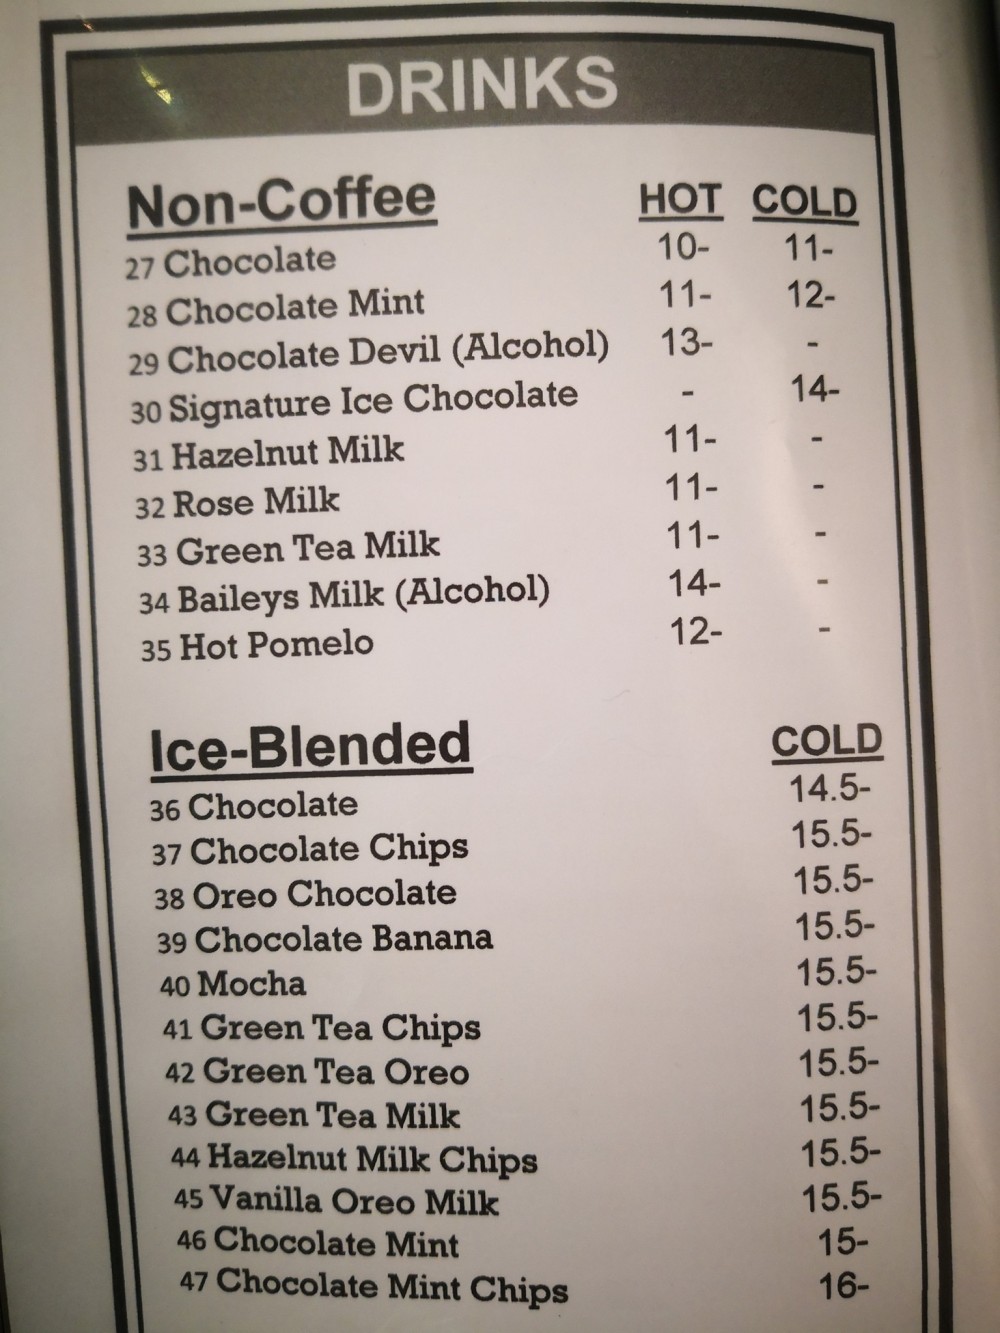 DRINKS
Non-Coffee HOT COLD
27 Chocolate 10- 11-
28 Chocolate Mint 11- 12-
29 Chocolate Devil (Alcohol) 13- -
30 Signature Ice Chocolate - 14-
31 Hazelnut Milk 11- -
32 Rose Milk 11- -
33 Green Tea Milk 11- -
34 Baileys Milk (Alcohol) 14- -
35 Hot Pomelo 12- -
Ice-Blended COLD
36 Chocolate 14.5-
37 Chocolate Chips 15.5-
38 Oreo Chocolate 15.5-
39 Chocolate Banana 15.5-
40 Mocha 15.5-
41 Green Tea Chips 15.5-
42 Green Tea Oreo 15.5-
43 Green Tea Milk 15.5-
44 Hazelnut Milk Chips 15.5-
45 Vanilla Oreo Milk 15.5-
46 Chocolate Mint 15-
47 Chocolate Mint Chips 16-